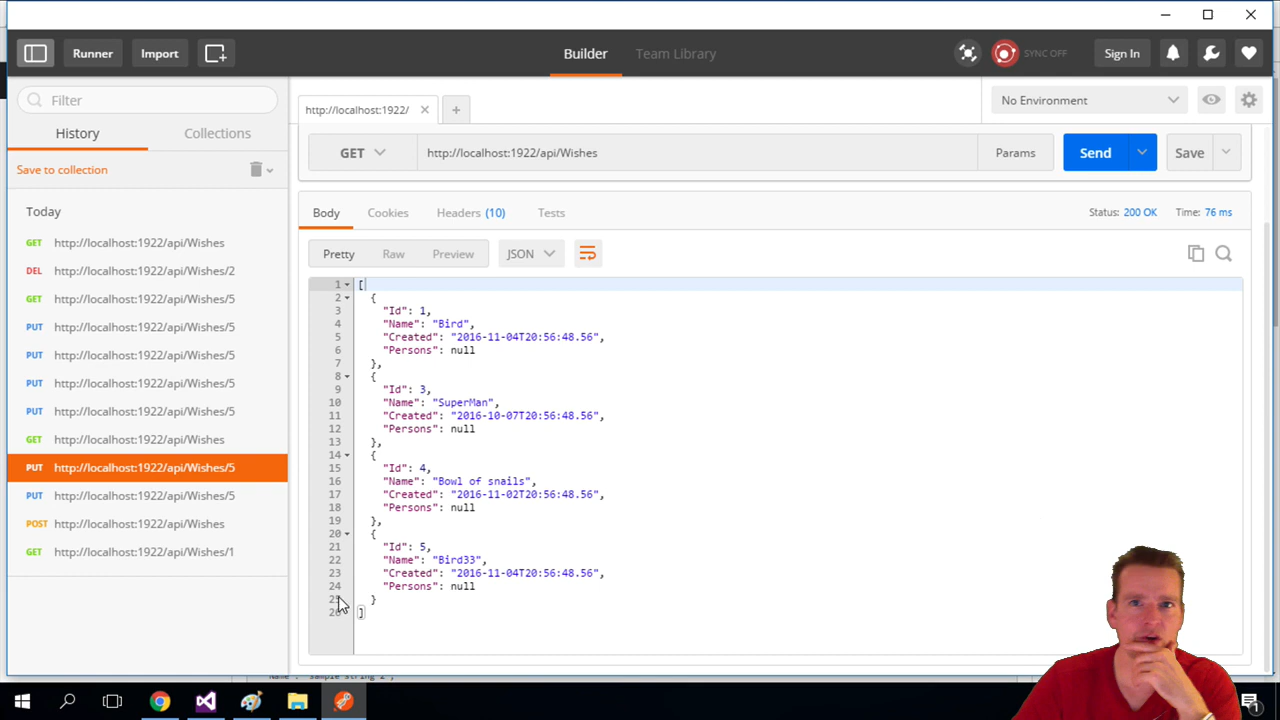 Runner
Import
Builder
Team Library
SYNC OFF
Sign In
Filter
http://localhost:1922/
No Environment
History
Collections
GET
http://localhost:1922/api/Wishes
Params
Send
Save
Save to collection
Today
GET http://localhost:1922/api/Wishes
DEL http://localhost:1922/api/Wishes/2
GET http://localhost:1922/api/Wishes/5
PUT http://localhost:1922/api/Wishes/5
PUT http://localhost:1922/api/Wishes/5
PUT http://localhost:1922/api/Wishes/5
PUT http://localhost:1922/api/Wishes/5
GET http://localhost:1922/api/Wishes
PUT http://localhost:1922/api/Wishes/5
PUT http://localhost:1922/api/Wishes/5
POST http://localhost:1922/api/Wishes
GET http://localhost:1922/api/Wishes/1
Body Cookies Headers (10) Tests
Status: 200 OK Time: 76 ms
Pretty Raw Preview JSON
1 [
2 {
3 "Id": 1,
4 "Name": "Bird",
5 "Created": "2016-11-04T20:56:48.56",
6 "Persons": null
7 },
8 {
9 "Id": 3,
10 "Name": "SuperMan",
11 "Created": "2016-10-07T20:56:48.56",
12 "Persons": null
13 },
14 {
15 "Id": 4,
16 "Name": "Bowl of snails",
17 "Created": "2016-11-02T20:56:48.56",
18 "Persons": null
19 },
20 {
21 "Id": 5,
22 "Name": "Bird33",
23 "Created": "2016-11-04T20:56:48.56",
24 "Persons": null
25 }
26 ]
1